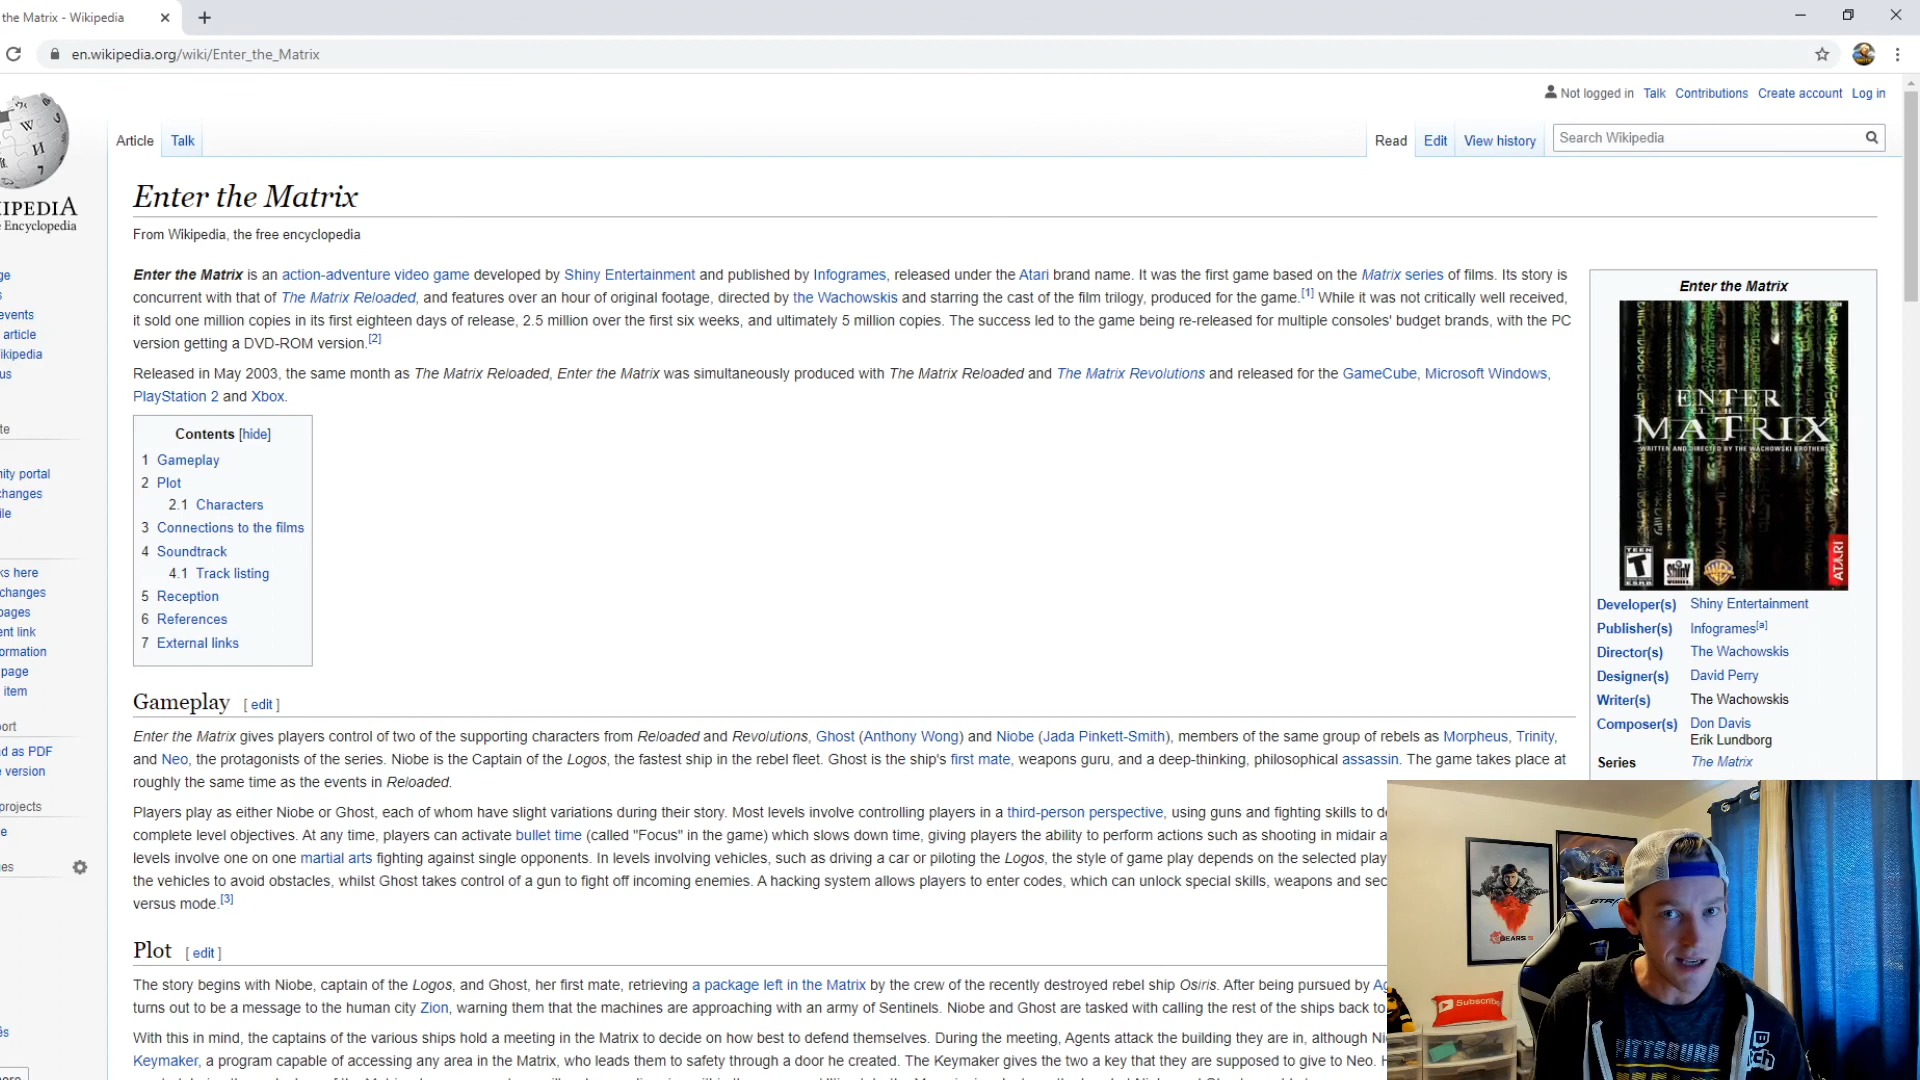 the Matrix - Wikipedia
en.wikipedia.org/wiki/Enter_the_Matrix
Not logged in Talk Contributions Create account Log in
Article Talk Read Edit View history Search Wikipedia
IPEDIA
Encyclopedia
Enter the Matrix
From Wikipedia, the free encyclopedia
Enter the Matrix is an action-adventure video game developed by Shiny Entertainment and published by Infogrames, released under the Atari brand name. It was the first game based on the Matrix series of films. Its story is
concurrent with that of The Matrix Reloaded, and features over an hour of original footage, directed by the Wachowskis and starring the cast of the film trilogy, produced for the game.[1] While it was not critically well received,
it sold one million copies in its first eighteen days of release, 2.5 million over the first six weeks, and ultimately 5 million copies. The success led to the game being re-released for multiple consoles' budget brands, with the PC
version getting a DVD-ROM version.[2]
Released in May 2003, the same month as The Matrix Reloaded, Enter the Matrix was simultaneously produced with The Matrix Reloaded and The Matrix Revolutions and released for the GameCube, Microsoft Windows,
PlayStation 2 and Xbox.
Contents [hide]
1 Gameplay
2 Plot
2.1 Characters
3 Connections to the films
4 Soundtrack
4.1 Track listing
5 Reception
6 References
7 External links
Gameplay [ edit ]
Enter the Matrix gives players control of two of the supporting characters from Reloaded and Revolutions, Ghost (Anthony Wong) and Niobe (Jada Pinkett-Smith), members of the same group of rebels as Morpheus, Trinity,
and Neo, the protagonists of the series. Niobe is the Captain of the Logos, the fastest ship in the rebel fleet. Ghost is the ship's first mate, weapons guru, and a deep-thinking, philosophical assassin. The game takes place at
roughly the same time as the events in Reloaded.
Players play as either Niobe or Ghost, each of whom have slight variations during their story. Most levels involve controlling players in a third-person perspective, using guns and fighting skills to de
complete level objectives. At any time, players can activate bullet time (called "Focus" in the game) which slows down time, giving players the ability to perform actions such as shooting in midair a
levels involve one on one martial arts fighting against single opponents. In levels involving vehicles, such as driving a car or piloting the Logos, the style of game play depends on the selected play
the vehicles to avoid obstacles, whilst Ghost takes control of a gun to fight off incoming enemies. A hacking system allows players to enter codes, which can unlock special skills, weapons and sec
versus mode.[3]
Plot [ edit ]
The story begins with Niobe, captain of the Logos, and Ghost, her first mate, retrieving a package left in the Matrix by the crew of the recently destroyed rebel ship Osiris. After being pursued by Ag
turns out to be a message to the human city Zion, warning them that the machines are approaching with an army of Sentinels. Niobe and Ghost are tasked with calling the rest of the ships back to
With this in mind, the captains of the various ships hold a meeting in the Matrix to decide on how best to defend themselves. During the meeting, Agents attack the building they are in, although Ni
Keymaker, a program capable of accessing any area in the Matrix, who leads them to safety through a door he created. The Keymaker gives the two a key that they are supposed to give to Neo. H
Enter the Matrix
ENTER
THE
MATRIX
WRITTEN AND DIRECTED BY THE WACHOWSKI BROTHERS
TEEN
T
ESRB
Shiny
WB
ATARI
Developer(s) Shiny Entertainment
Publisher(s) Infogrames[a]
Director(s) The Wachowskis
Designer(s) David Perry
Writer(s) The Wachowskis
Composer(s) Don Davis
Erik Lundborg
Series The Matrix
ge
s
events
article
ikipedia
us
te
nity portal
changes
ile
ks here
changes
pages
ent link
ormation
page
item
port
ad as PDF
e version
projects
e
es
és
GEARS 5
GTR
Subscribe
PITTSBURGH